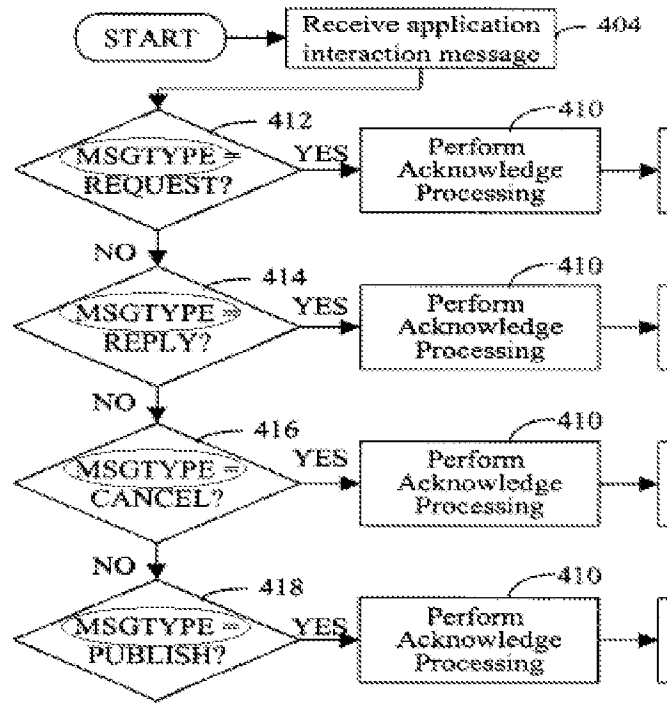 START
Receive application
interaction message
404
412
MSGTYPE =
REQUEST?
YES
410
Perform
Acknowledge
Processing
NO
414
MSGTYPE =
REPLY?
YES
410
Perform
Acknowledge
Processing
NO
416
MSGTYPE =
CANCEL?
YES
410
Perform
Acknowledge
Processing
NO
418
MSGTYPE =
PUBLISH?
YES
410
Perform
Acknowledge
Processing